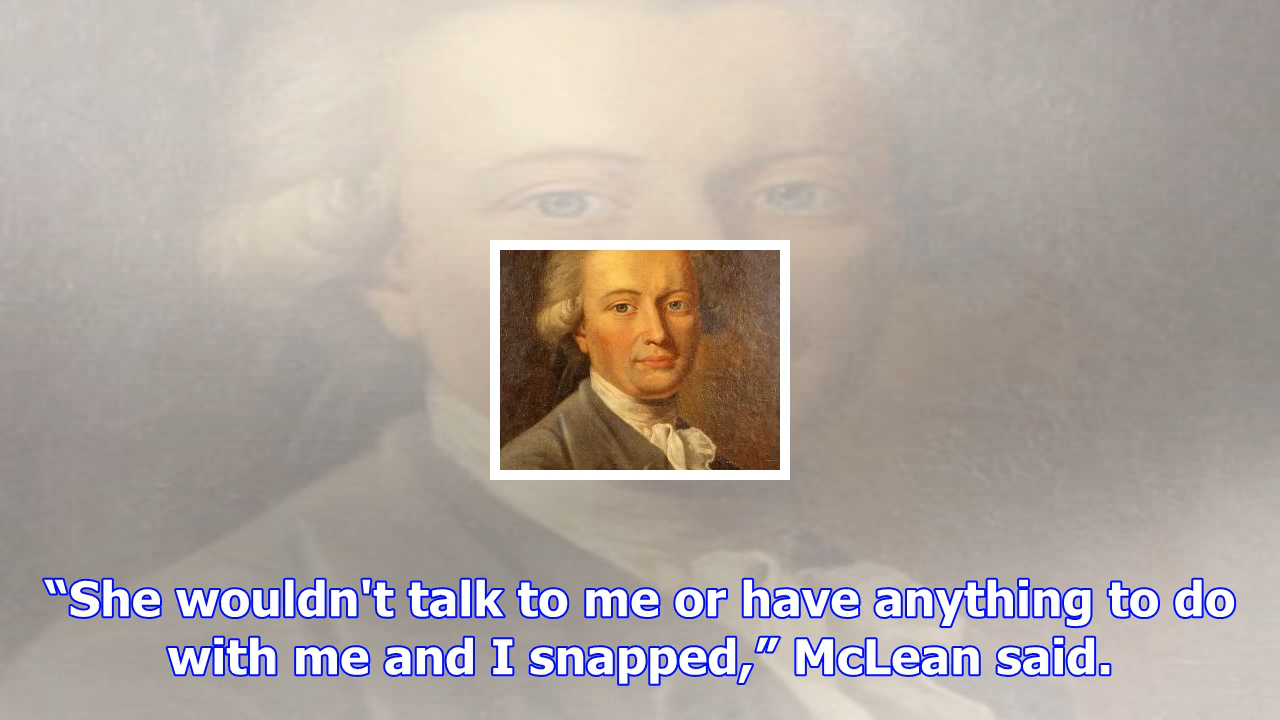 “She wouldn't talk to me or have anything to do
with me and I snapped,” McLean said.